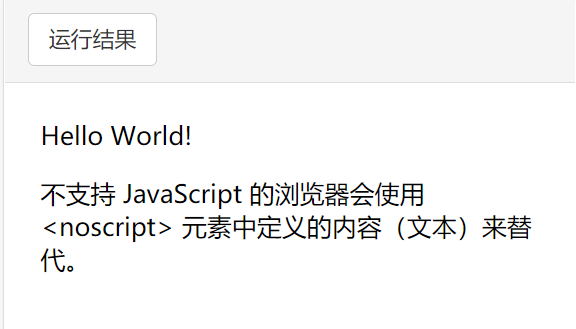 运行结果
Hello World!
不支持 JavaScript 的浏览器会使用
<noscript> 元素中定义的内容（文本）来替
代。